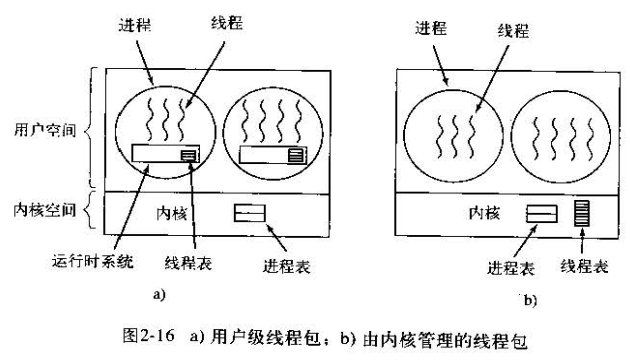 进程
线程
进程
线程
用户空间
内核空间
内核
内核
运行时系统
线程表
进程表
进程表
线程表
a)
b)
图2-16 a) 用户级线程包；b) 由内核管理的线程包